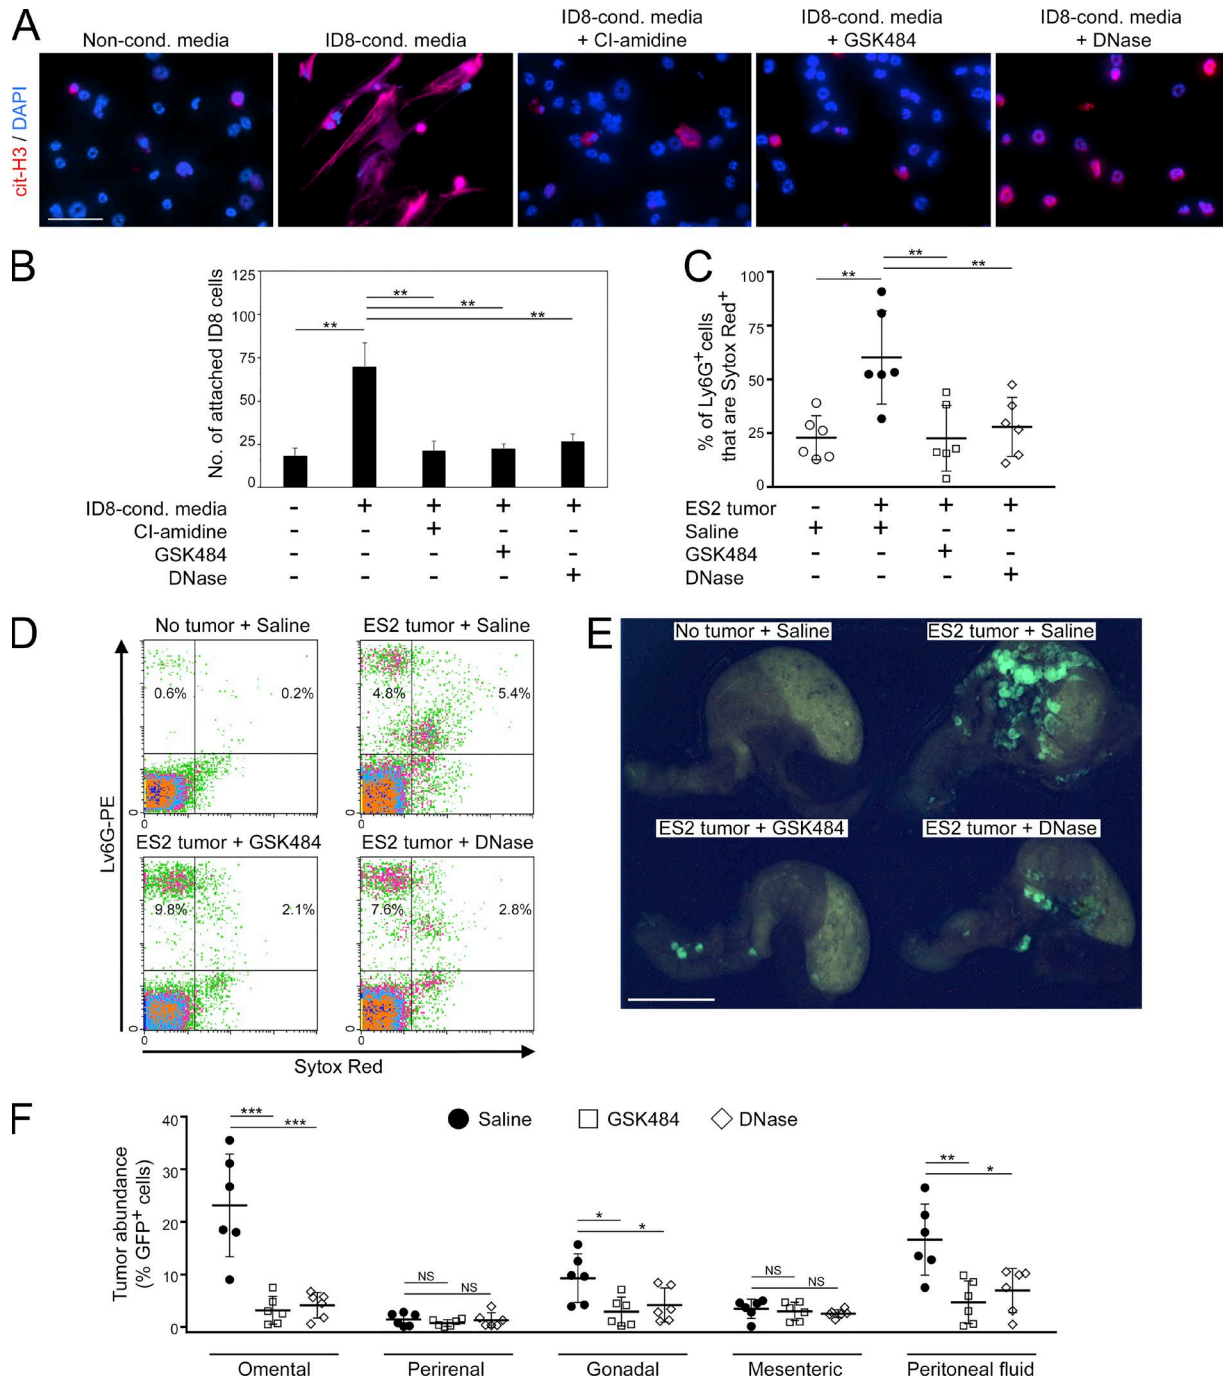 A
Non-cond. media
ID8-cond. media
ID8-cond. media
+ Cl-amidine
ID8-cond. media
+ GSK484
ID8-cond. media
+ DNase
cit-H3 / DAPI
B
No. of attached ID8 cells
125
100
75
50
25
0
** ** ** **
ID8-cond. media - + + + +
Cl-amidine - - + - -
GSK484 - - - + -
DNase - - - - +
C
% of Ly6G+ cells
that are Sytox Red+
100
75
50
25
0
** ** **
ES2 tumor - + + +
Saline + + - -
GSK484 - - + -
DNase - - - +
D
No tumor + Saline
0.6% 0.2%
0
0
ES2 tumor + Saline
4.8% 5.4%
0
ES2 tumor + GSK484
9.8% 2.1%
0
0
ES2 tumor + DNase
7.6% 2.8%
0
Lv6G-PE
Sytox Red
E
No tumor + Saline
ES2 tumor + Saline
ES2 tumor + GSK484
ES2 tumor + DNase
F
Tumor abundance
(% GFP+ cells)
40
30
20
10
0
Saline GSK484 DNase
***
***
NS
NS
*
*
NS
NS
**
*
Omental Perirenal Gonadal Mesenteric Peritoneal fluid